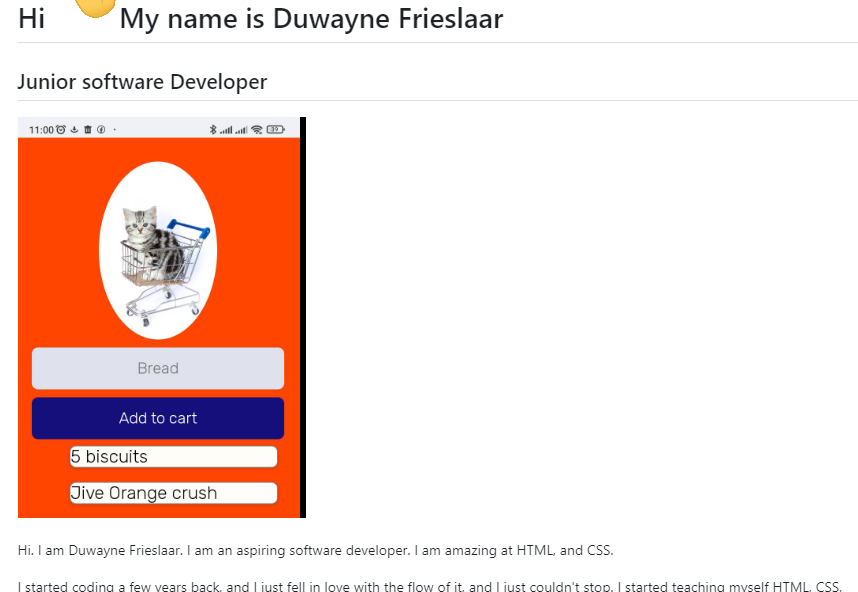 Hi My name is Duwayne Frieslaar
Junior software Developer
11:00
39
Bread
Add to cart
5 biscuits
Jive Orange crush
Hi. I am Duwayne Frieslaar. I am an aspiring software developer. I am amazing at HTML, and CSS.
I started coding a few years back, and I just fell in love with the flow of it, and I just couldn't stop. I started teaching myself HTML, CSS,